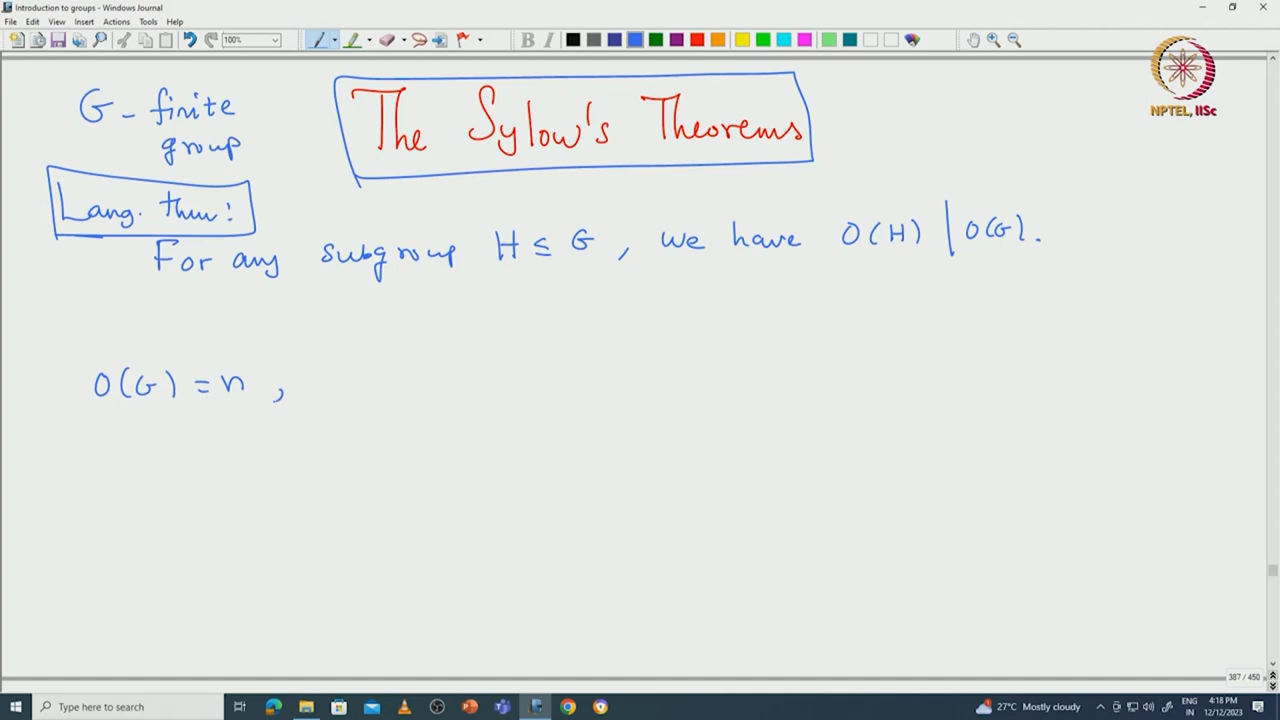 Introduction to groups - Windows Journal
File Edit View Insert Actions Tools Help
100%
B I
NPTEL, IISc
G - finite group
The Sylow's Theorems
Lang. thm:
For any subgroup H ≤ G, we have O(H) | O(G).
O(G) = n,
387 / 450
Type here to search
27°C Mostly cloudy
ENG
IN
4:18 PM
12/12/2023